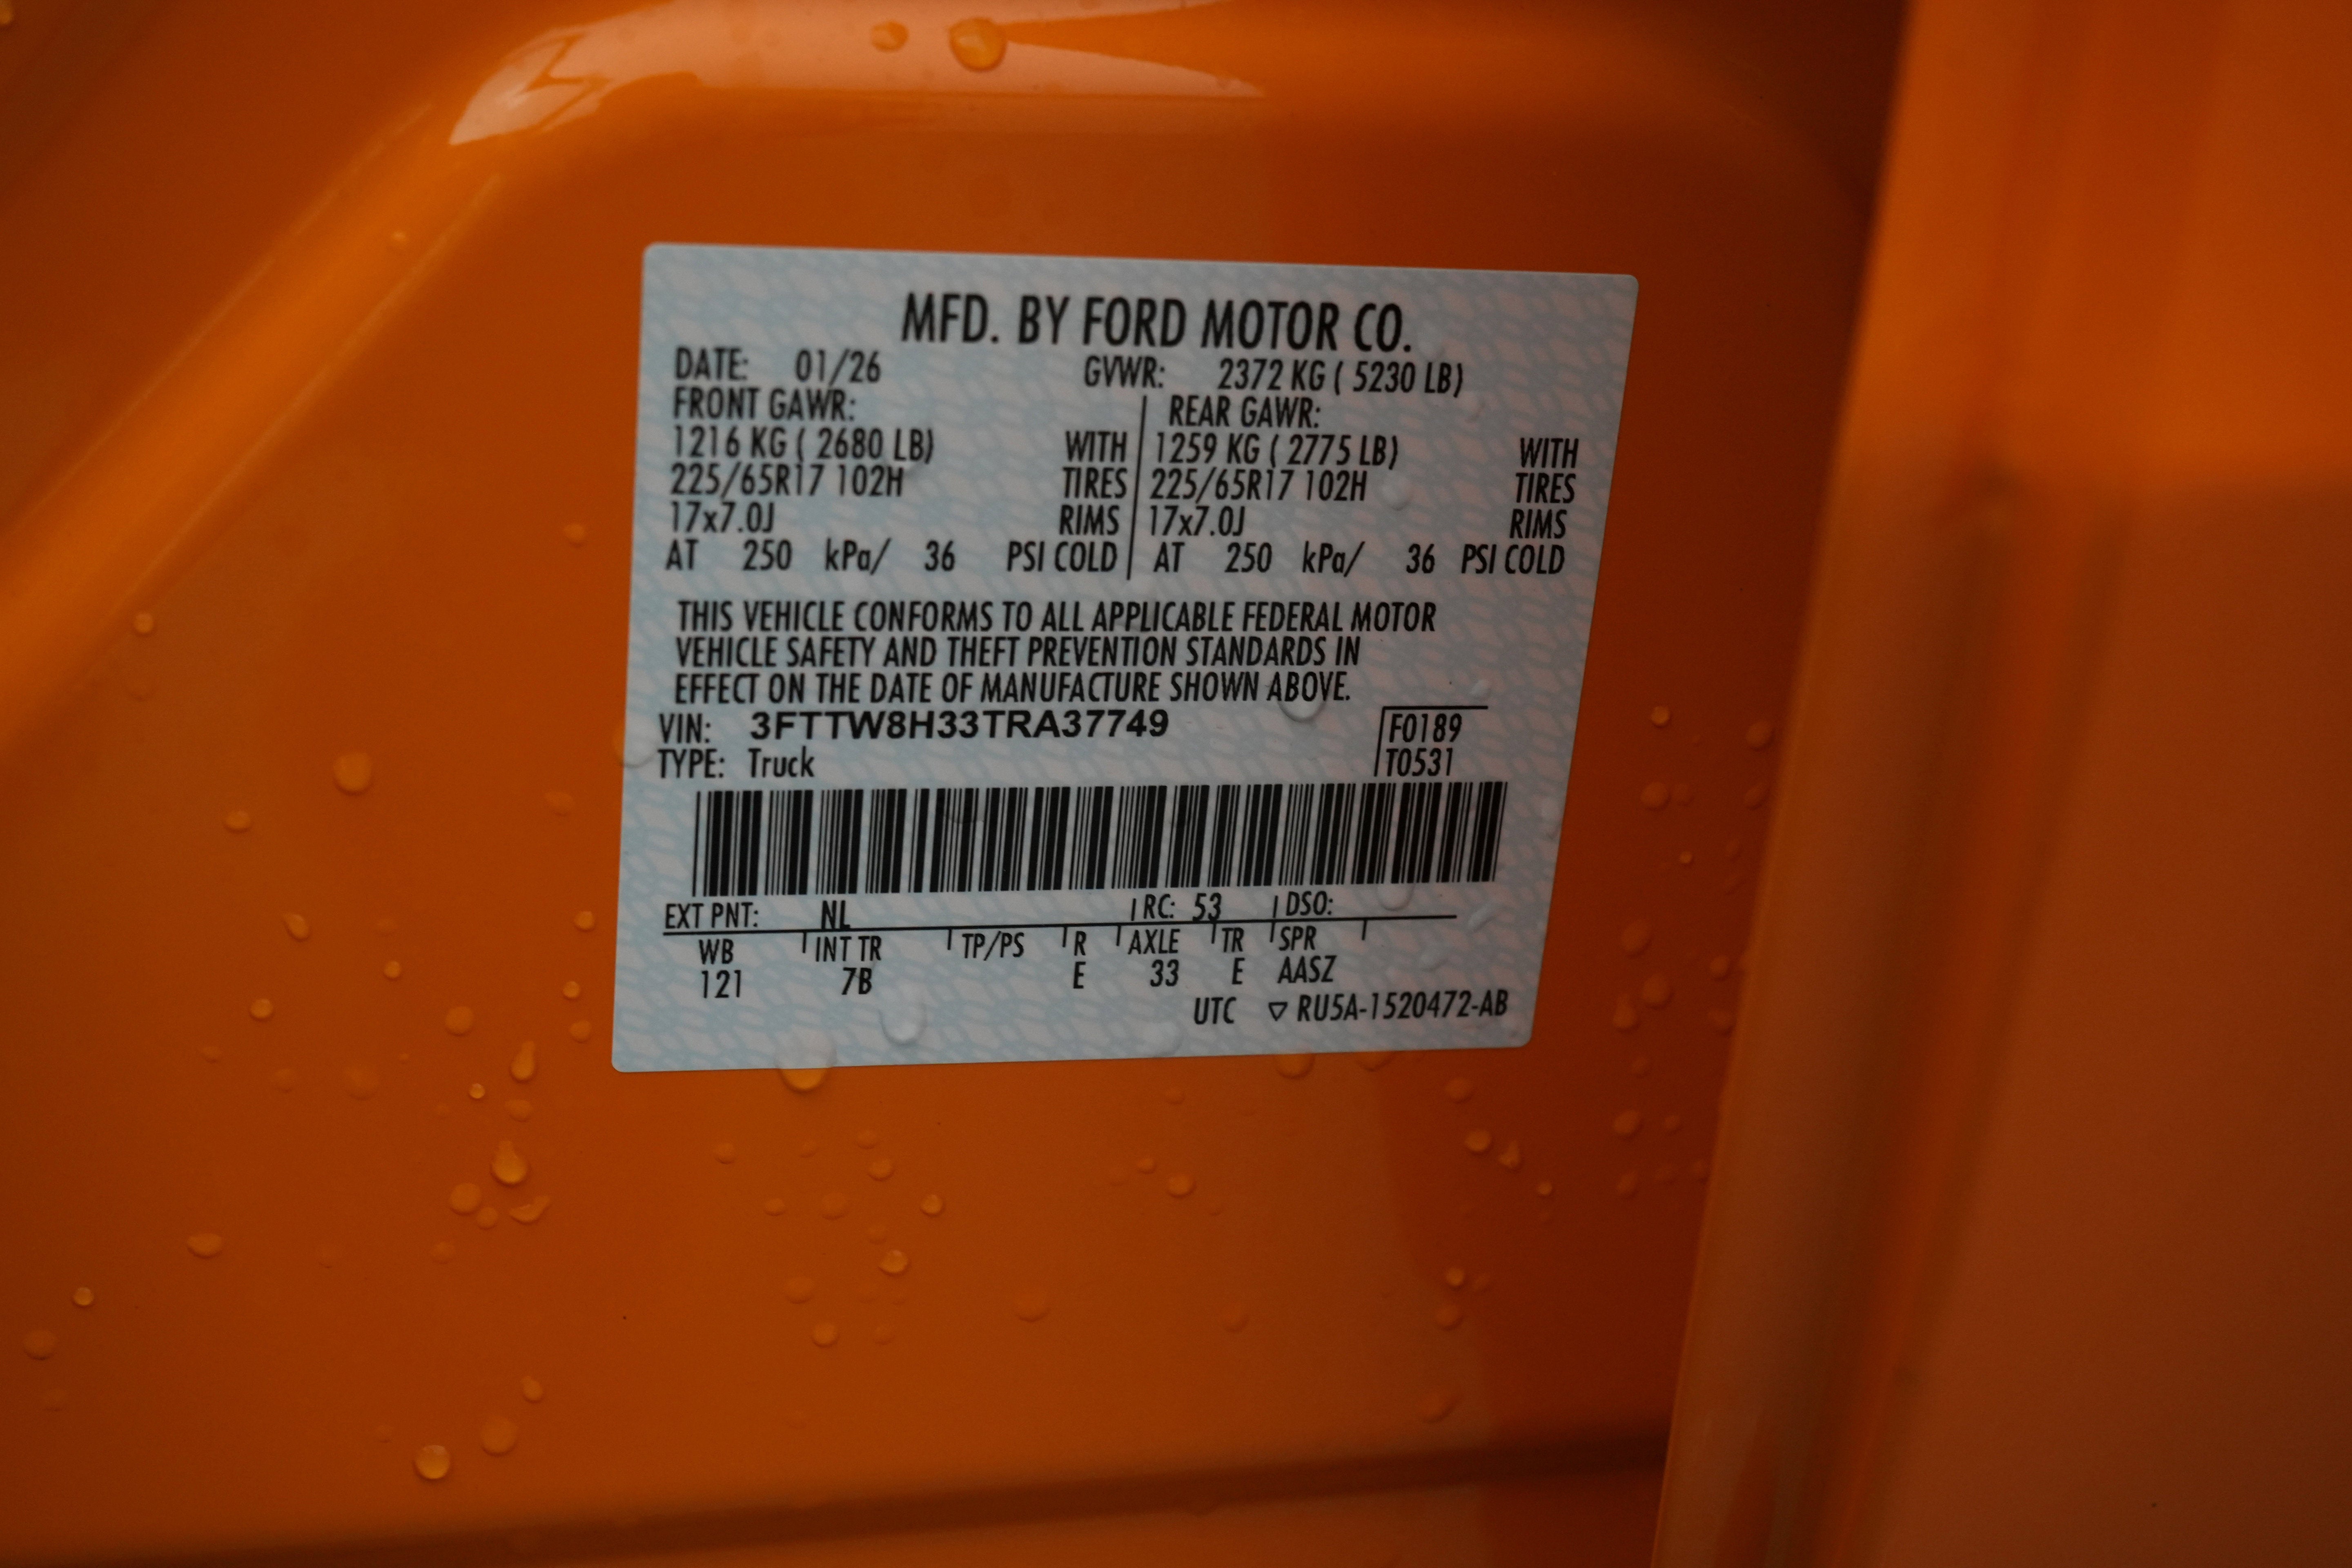 MFD. BY FORD MOTOR CO.
DATE: 01/26 GVWR: 2372 KG ( 5230 LB)
FRONT GAWR: REAR GAWR:
1216 KG ( 2680 LB) WITH 1259 KG ( 2775 LB) WITH
225/65R17 102H TIRES 225/65R17 102H TIRES
17x7.0J RIMS 17x7.0J RIMS
AT 250 kPa/ 36 PSI COLD AT 250 kPa/ 36 PSI COLD
THIS VEHICLE CONFORMS TO ALL APPLICABLE FEDERAL MOTOR
VEHICLE SAFETY AND THEFT PREVENTION STANDARDS IN
EFFECT ON THE DATE OF MANUFACTURE SHOWN ABOVE.
VIN: 3FTTW8H33TRA37749 F0189
TYPE: Truck T0531
EXT PNT: NL RC: 53 DSO:
WB INT TR TP/PS R AXLE TR SPR
121 7B E 33 E AASZ
UTC ▽ RU5A-1520472-AB